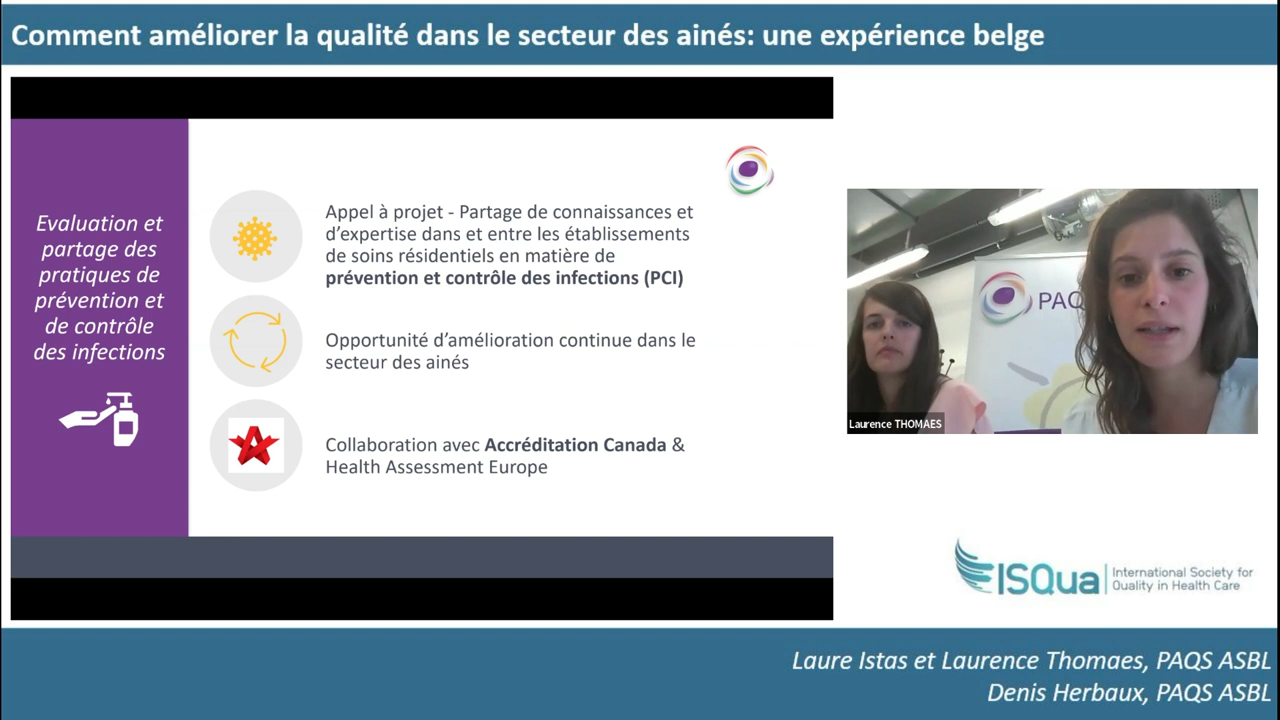 Comment améliorer la qualité dans le secteur des ainés: une expérience belge
Evaluation et
partage des
pratiques de
prévention et
de contrôle
des infections
Appel à projet - Partage de connaissances et
d’expertise dans et entre les établissements
de soins résidentiels en matière de
prévention et contrôle des infections (PCI)
Opportunité d’amélioration continue dans le
secteur des ainés
Collaboration avec Accréditation Canada &
Health Assessment Europe
PAQ
Laurence THOMAES
ISQua
International Society for
Quality in Health Care
Laure Istas et Laurence Thomaes, PAQS ASBL
Denis Herbaux, PAQS ASBL